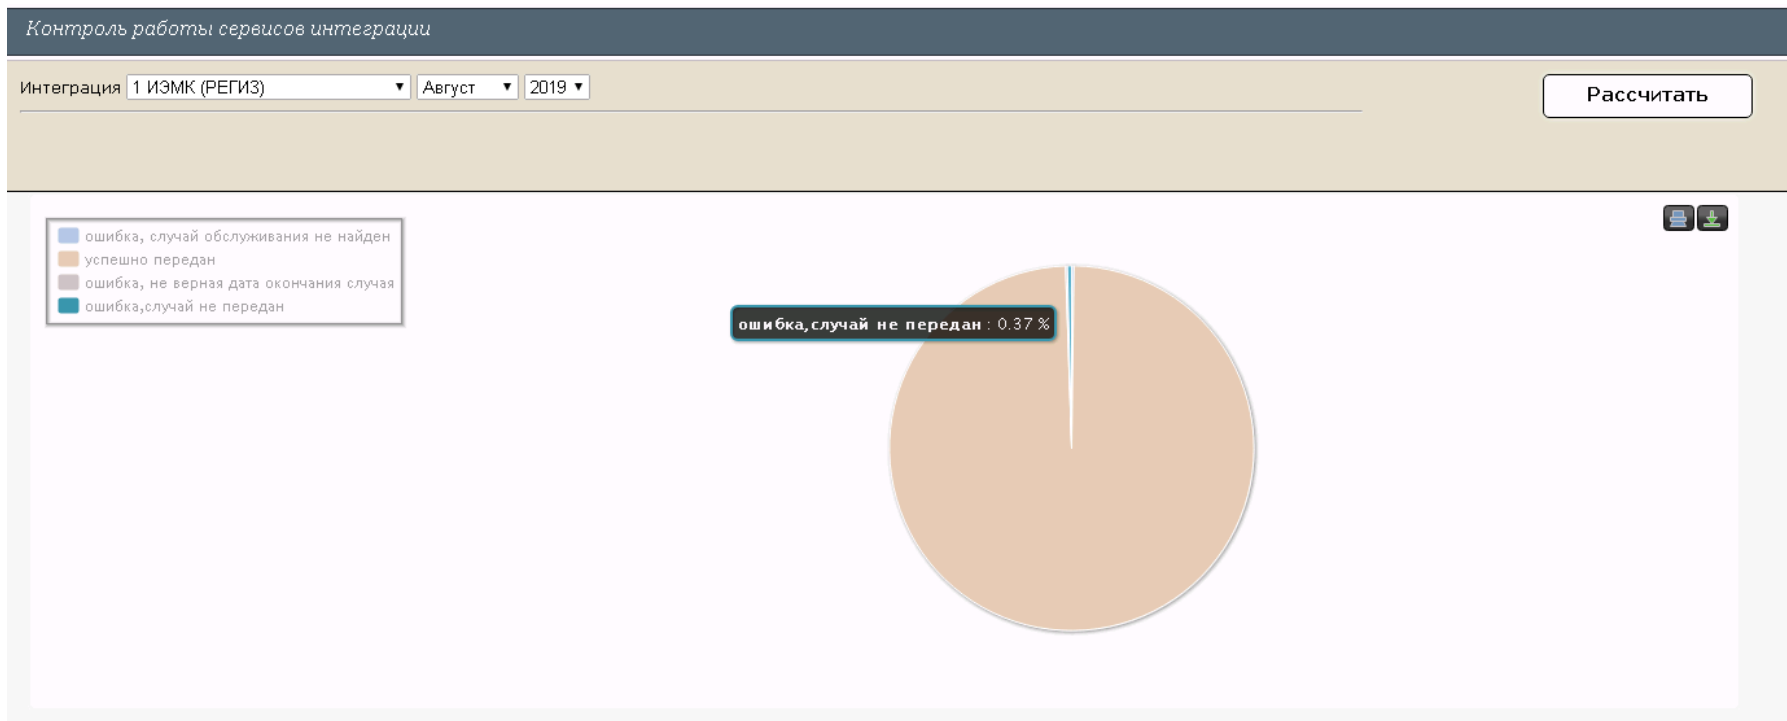 Контроль работы сервисов интеграции
Интеграция 1 ИЭМК (РЕГИЗ) Август 2019
Рассчитать
ошибка, случай обслуживания не найден
успешно передан
ошибка, не верная дата окончания случая
ошибка,случай не передан
ошибка,случай не передан : 0.37 %